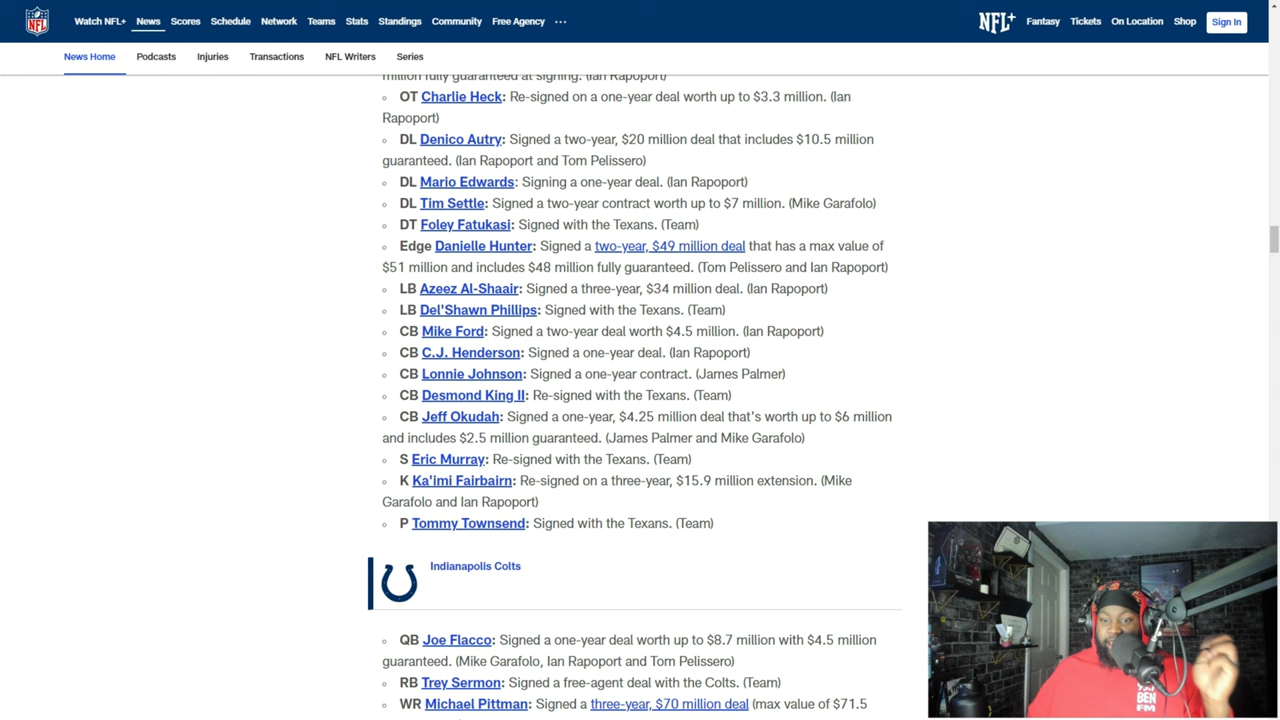 Watch NFL+ News Scores Schedule Network Teams Stats Standings Community Free Agency ••• NFL+ Fantasy Tickets On Location Shop Sign In
NFL
News Home Podcasts Injuries Transactions NFL Writers Series
million fully guaranteed at signing. (Ian Rapoport)
OT Charlie Heck: Re-signed on a one-year deal worth up to $3.3 million. (Ian
Rapoport)
DL Denico Autry: Signed a two-year, $20 million deal that includes $10.5 million
guaranteed. (Ian Rapoport and Tom Pelissero)
DL Mario Edwards: Signing a one-year deal. (Ian Rapoport)
DL Tim Settle: Signed a two-year contract worth up to $7 million. (Mike Garafolo)
DT Foley Fatukasi: Signed with the Texans. (Team)
Edge Danielle Hunter: Signed a two-year, $49 million deal that has a max value of
$51 million and includes $48 million fully guaranteed. (Tom Pelissero and Ian Rapoport)
LB Azeez Al-Shaair: Signed a three-year, $34 million deal. (Ian Rapoport)
LB Del'Shawn Phillips: Signed with the Texans. (Team)
CB Mike Ford: Signed a two-year deal worth $4.5 million. (Ian Rapoport)
CB C.J. Henderson: Signed a one-year deal. (Ian Rapoport)
CB Lonnie Johnson: Signed a one-year contract. (James Palmer)
CB Desmond King II: Re-signed with the Texans. (Team)
CB Jeff Okudah: Signed a one-year, $4.25 million deal that's worth up to $6 million
and includes $2.5 million guaranteed. (James Palmer and Mike Garafolo)
S Eric Murray: Re-signed with the Texans. (Team)
K Ka'imi Fairbairn: Re-signed on a three-year, $15.9 million extension. (Mike
Garafolo and Ian Rapoport)
P Tommy Townsend: Signed with the Texans. (Team)
Indianapolis Colts
QB Joe Flacco: Signed a one-year deal worth up to $8.7 million with $4.5 million
guaranteed. (Mike Garafolo, Ian Rapoport and Tom Pelissero)
RB Trey Sermon: Signed a free-agent deal with the Colts. (Team)
WR Michael Pittman: Signed a three-year, $70 million deal (max value of $71.5
BEN
FM